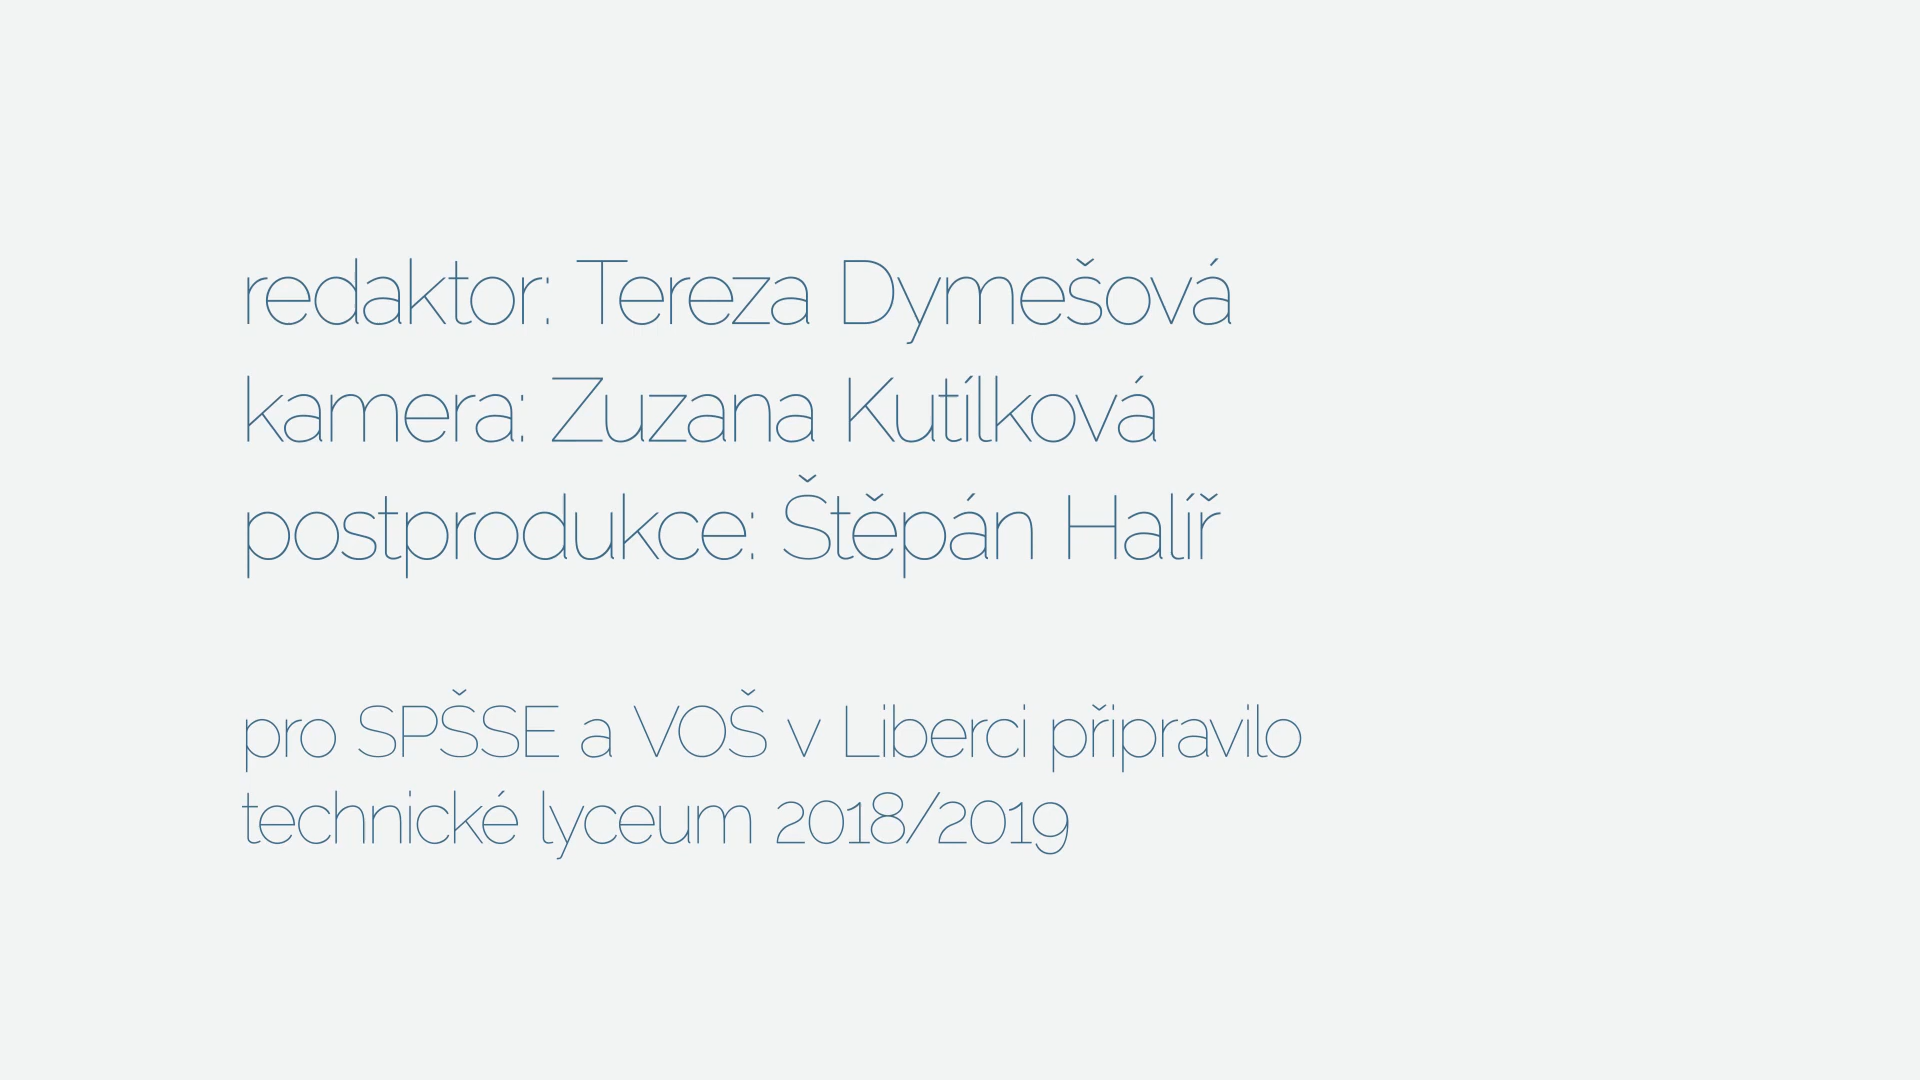 redaktor: Tereza Dymešová
kamera: Zuzana Kutílková
postprodukce: Štěpán Halíř
pro SPŠSE a VOŠ v Liberci připravilo
technické lyceum 2018/2019